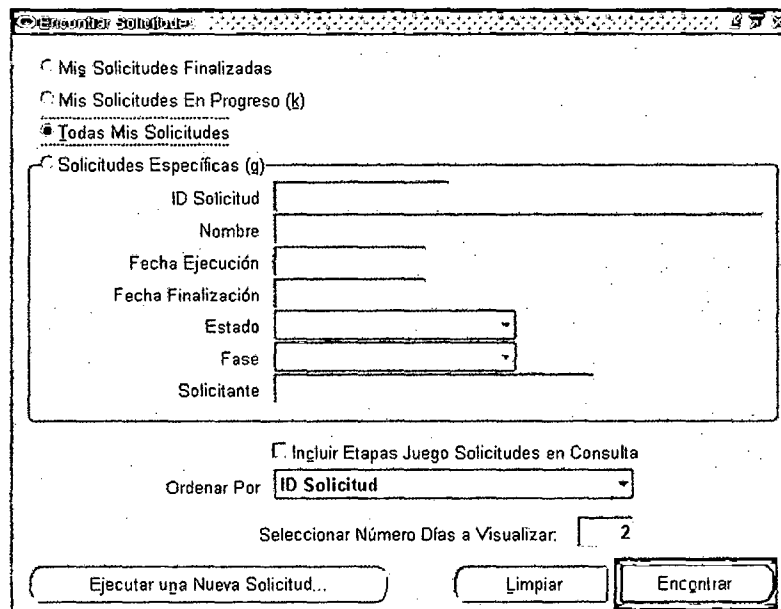 Encontrar Solicitudes
Mis Solicitudes Finalizadas
Mis Solicitudes En Progreso (k)
Todas Mis Solicitudes
Solicitudes Específicas (q)
ID Solicitud
Nombre
Fecha Ejecución
Fecha Finalización
Estado
Fase
Solicitante
Incluir Etapas Juego Solicitudes en Consulta
Ordenar Por ID Solicitud
Seleccionar Número Días a Visualizar: 2
Ejecutar una Nueva Solicitud... Limpiar Encontrar